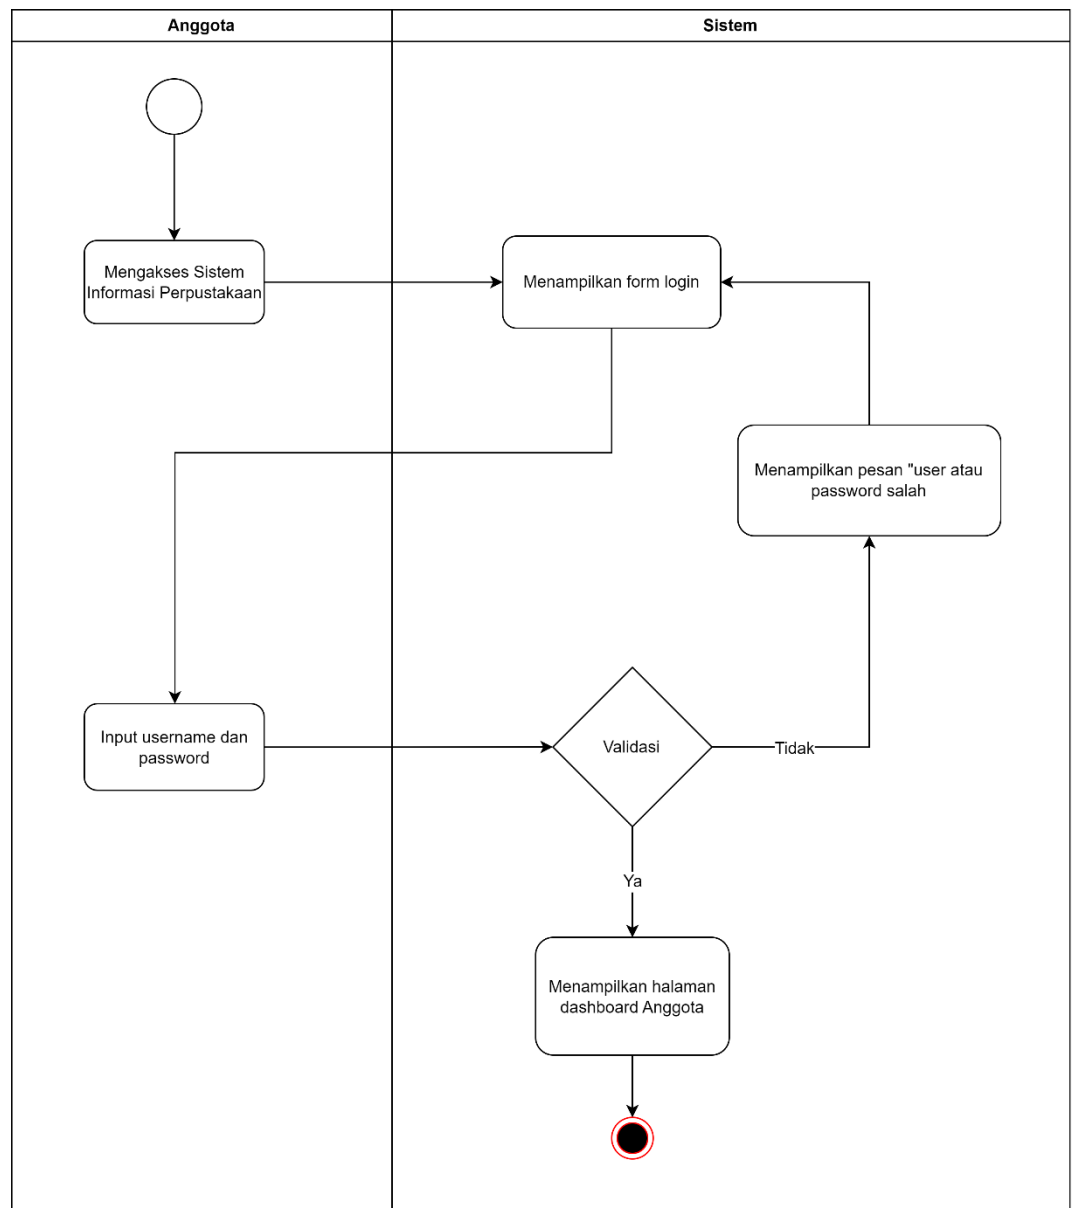 Anggota
Sistem
Mengakses Sistem
Informasi Perpustakaan
Menampilkan form login
Menampilkan pesan "user atau
password salah
Input username dan
password
Validasi
Tidak
Ya
Menampilkan halaman
dashboard Anggota